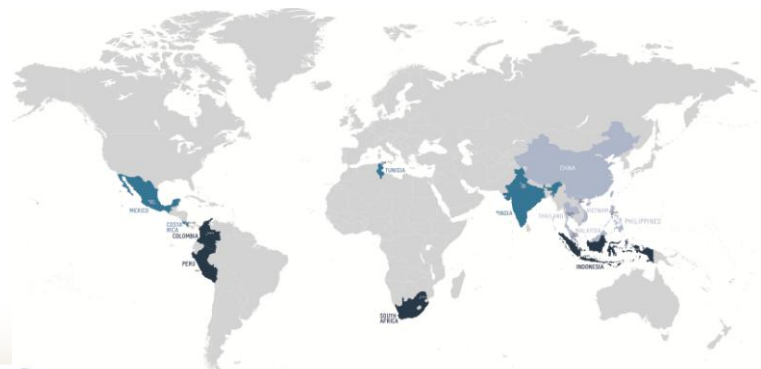 CHINA
TUNISIA
MEXICO
INDIA
COSTA
RICA
THAILAND
VIETNAM
PHILIPPINES
COLOMBIA
MALAYSIA
PERU
INDONESIA
SOUTH
AFRICA